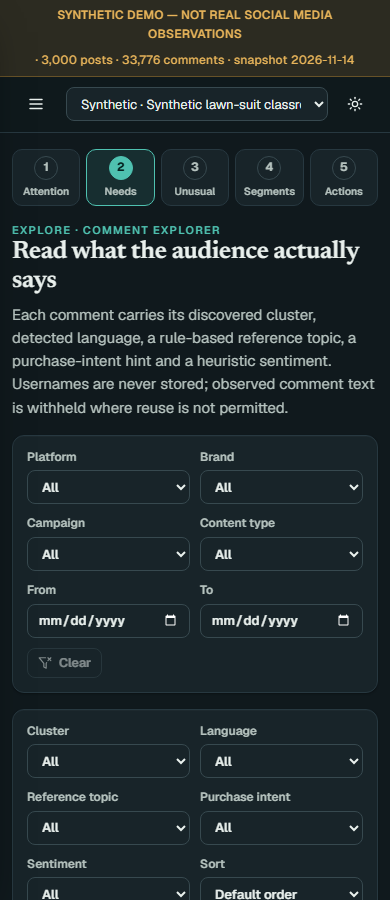 SYNTHETIC DEMO — NOT REAL SOCIAL MEDIA
OBSERVATIONS
· 3,000 posts · 33,776 comments · snapshot 2026-11-14
Synthetic · Synthetic lawn-suit classr
1 2 3 4 5
Attention Needs Unusual Segments Actions
EXPLORE · COMMENT EXPLORER
Read what the audience actually
says
Each comment carries its discovered cluster,
detected language, a rule-based reference topic, a
purchase-intent hint and a heuristic sentiment.
Usernames are never stored; observed comment text
is withheld where reuse is not permitted.
Platform Brand
All All
Campaign Content type
All All
From To
mm/dd/yyyy mm/dd/yyyy
Clear
Cluster Language
All All
Reference topic Purchase intent
All All
Sentiment Sort
All Default order